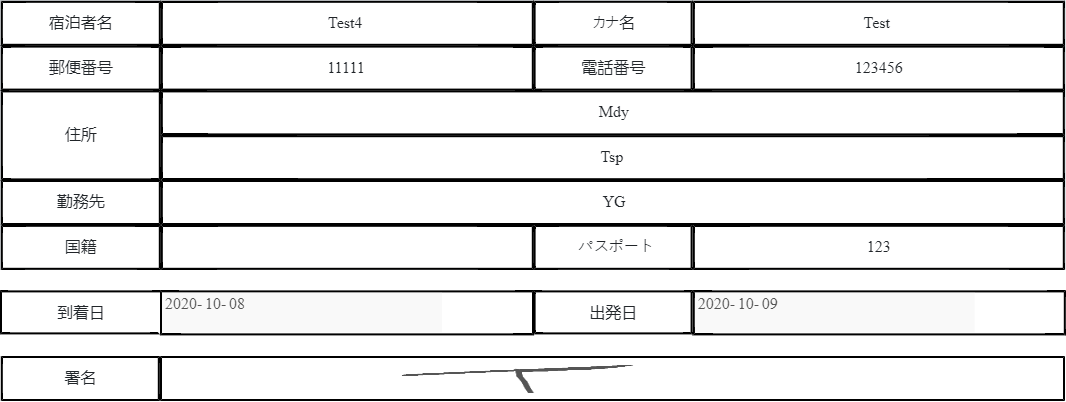 宿泊者名 Test4 カナ名 Test
郵便番号 11111 電話番号 123456
住所 Mdy
Tsp
勤務先 YG
国籍 パスポート 123
到着日 2020-10-08 出発日 2020-10-09
署名